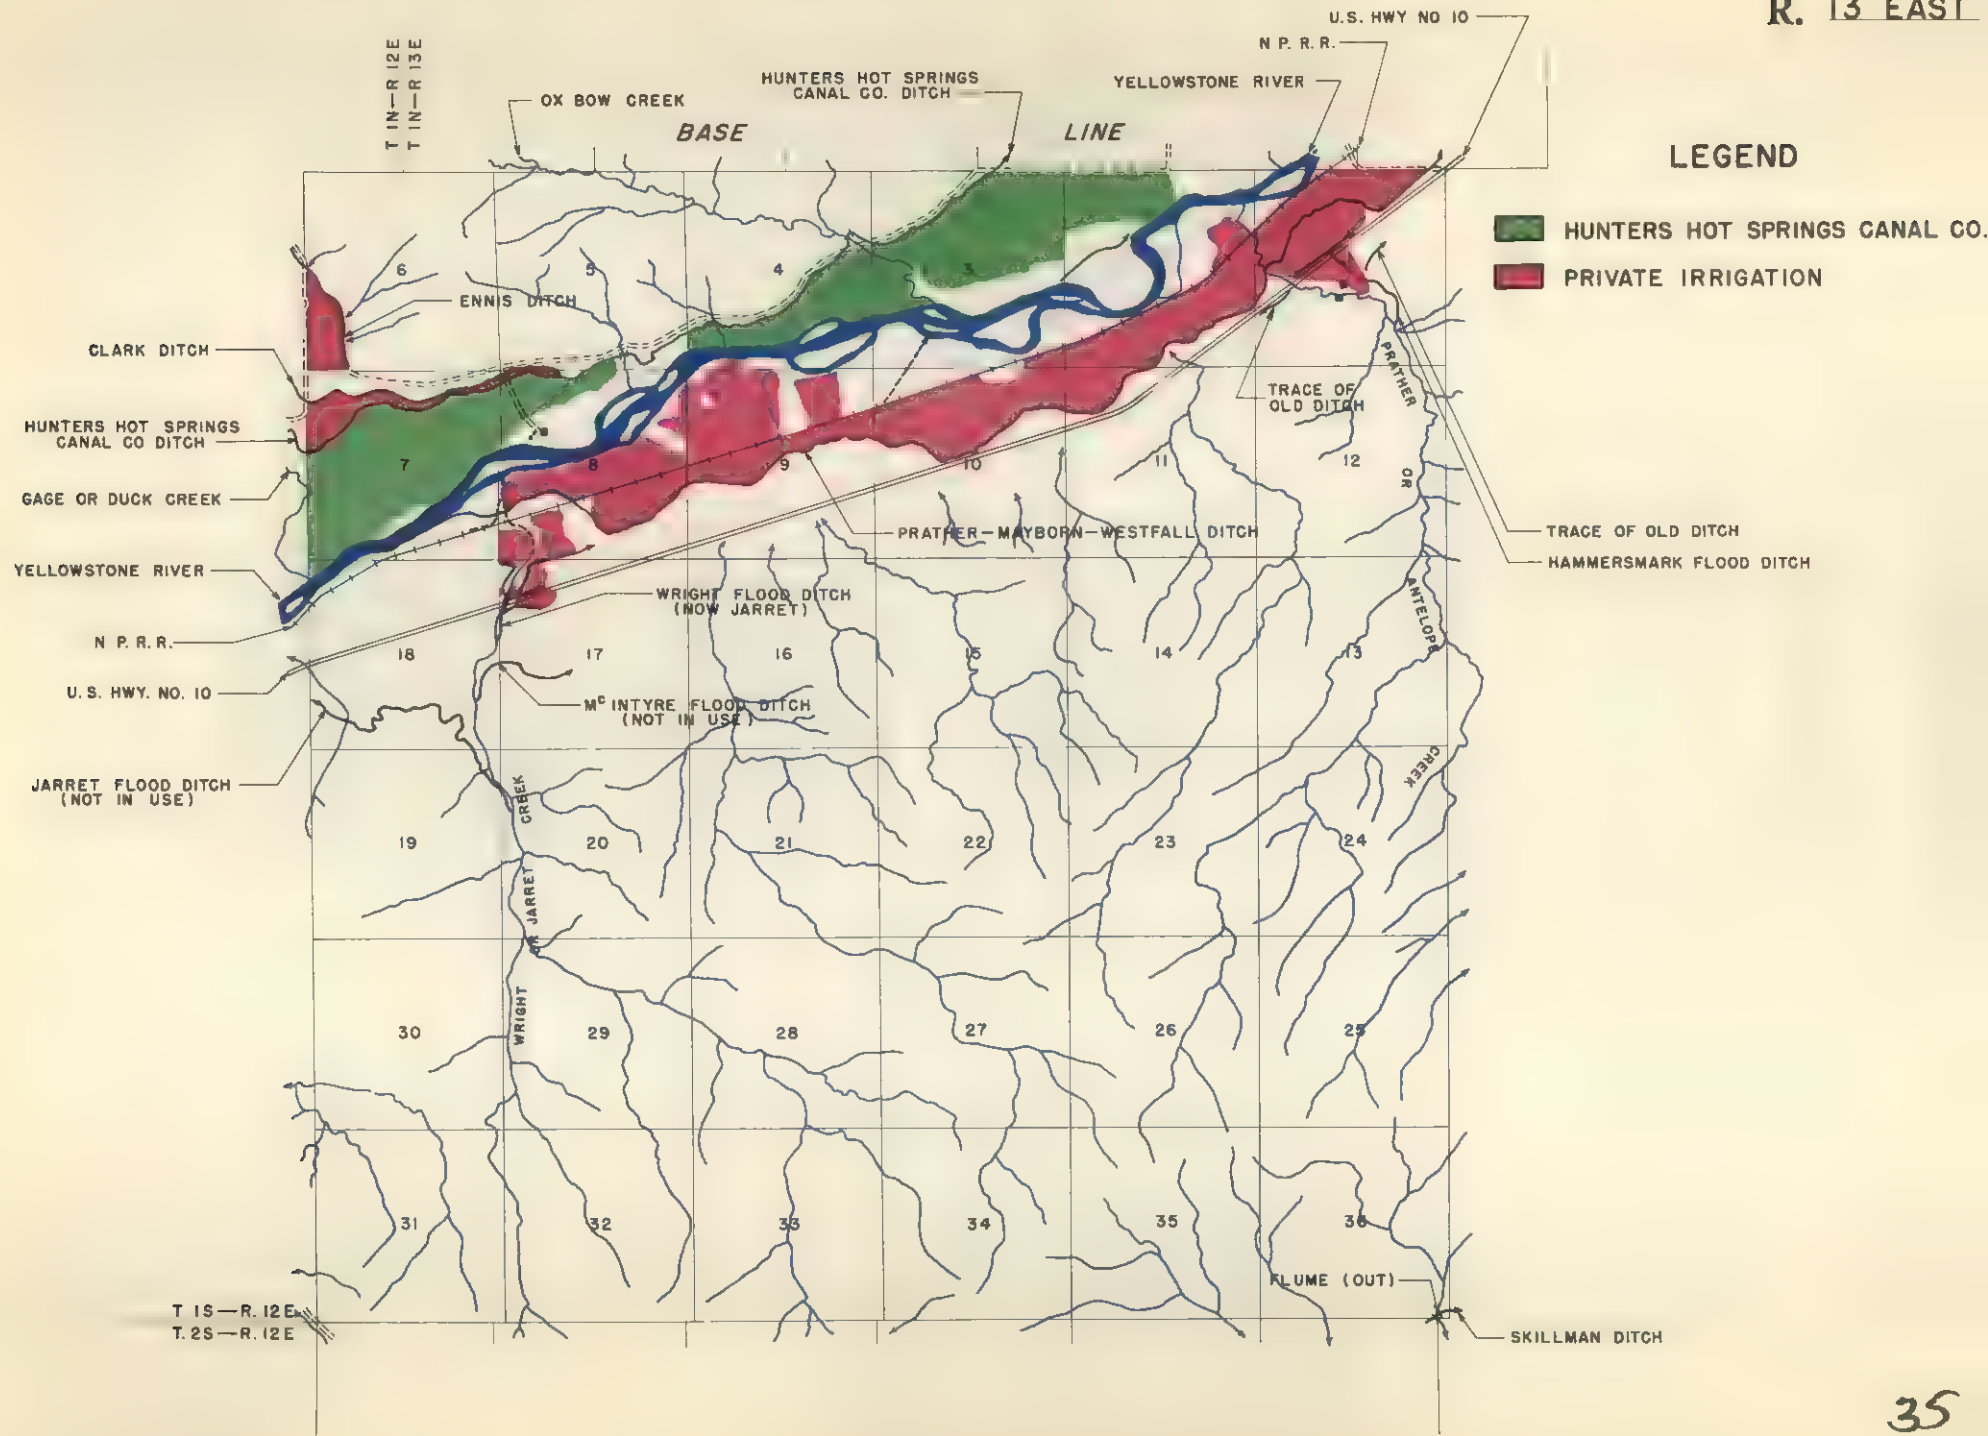 R. 13 EAST
U.S. HWY NO 10
N P. R. R.
YELLOWSTONE RIVER
HUNTERS HOT SPRINGS
CANAL CO. DITCH
OX BOW CREEK
T 1N—R 12E
T 1N—R 13E
BASE LINE
LEGEND
HUNTERS HOT SPRINGS CANAL CO.
PRIVATE IRRIGATION
6
5
4
3
ENNIS DITCH
CLARK DITCH
HUNTERS HOT SPRINGS
CANAL CO DITCH
GAGE OR DUCK CREEK
YELLOWSTONE RIVER
N P. R. R.
U.S. HWY. NO. 10
JARRET FLOOD DITCH
(NOT IN USE)
TRACE OF
OLD DITCH
PRATHER OR ANTELOPE CREEK
7
8
9
10
11
12
PRATHER—MAYBORN—WESTFALL DITCH
TRACE OF OLD DITCH
HAMMERSMARK FLOOD DITCH
WRIGHT FLOOD DITCH
(NOW JARRET)
18
17
16
15
14
13
Mc INTYRE FLOOD DITCH
(NOT IN USE)
WRIGHT OR JARRET CREEK
19
20
21
22
23
24
30
29
28
27
26
25
31
32
33
34
35
36
FLUME (OUT)
T 1S—R. 12E
T. 2S—R. 12E
SKILLMAN DITCH
35